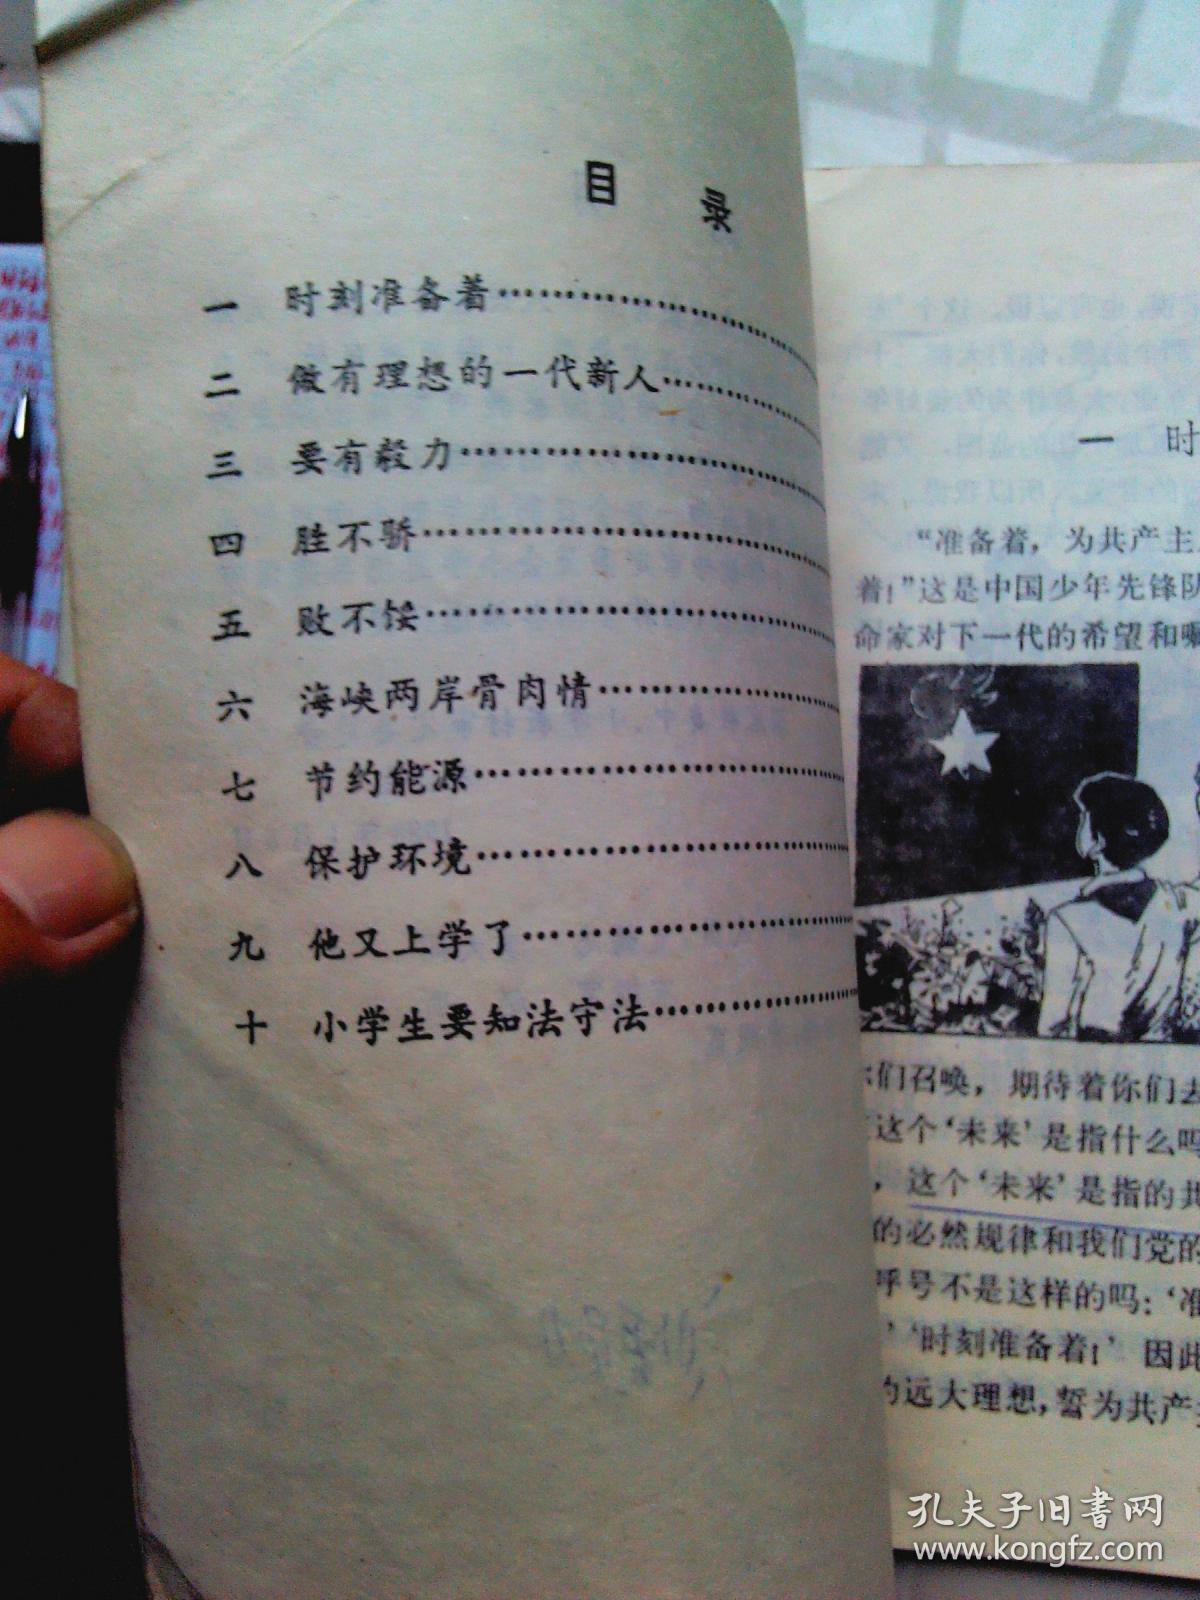 目 录
一 时刻准备着
二 做有理想的一代新人
三 要有毅力
四 胜不骄
五 败不馁
六 海峡两岸骨肉情
七 节约能源
八 保护环境
九 他又上学了
十 小学生要知法守法
一 时
“准备着，为共产主
着！”这是中国少年先锋队
命家对下一代的希望和嘱
们召唤，期待着你们去
这个‘未来’是指什么吗
，这个‘未来’是指的共
的必然规律和我们党的
呼号不是这样的吗：‘准
’‘时刻准备着！’因此
的远大理想，誓为共产主
孔夫子旧书网
www.kongfz.com